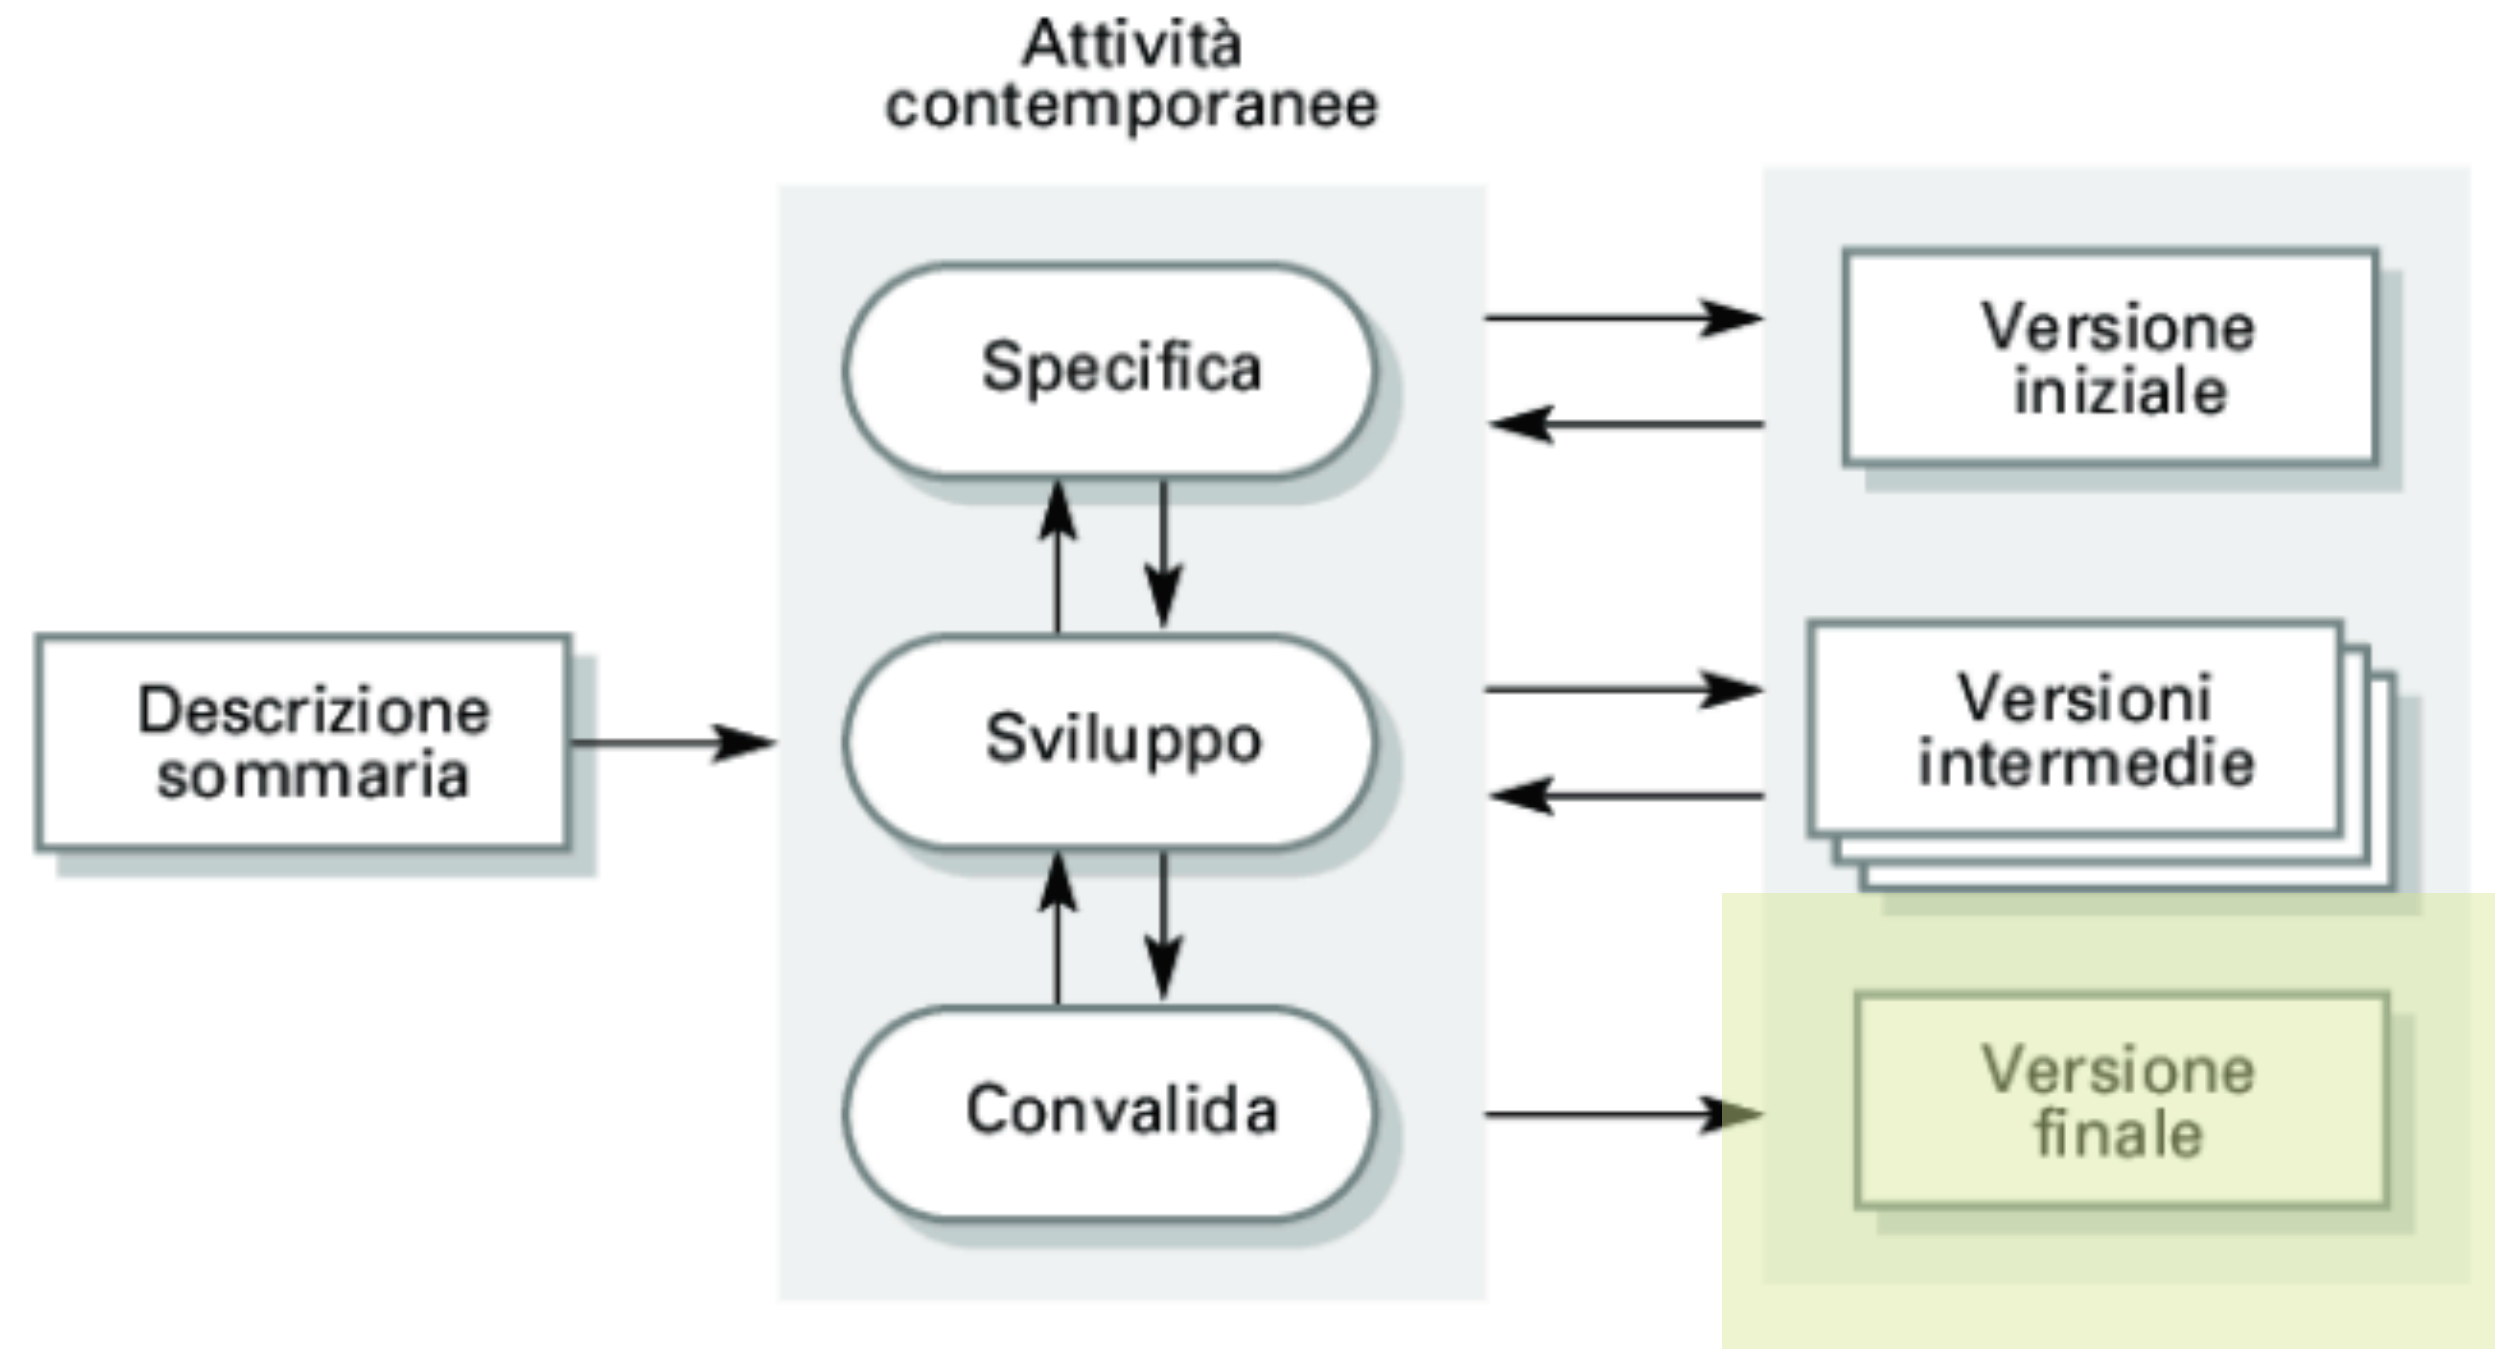 Attività
contemporanee
Specifica
Versione
iniziale
Descrizione
sommaria
Sviluppo
Versioni
intermedie
Convalida
Versione
finale